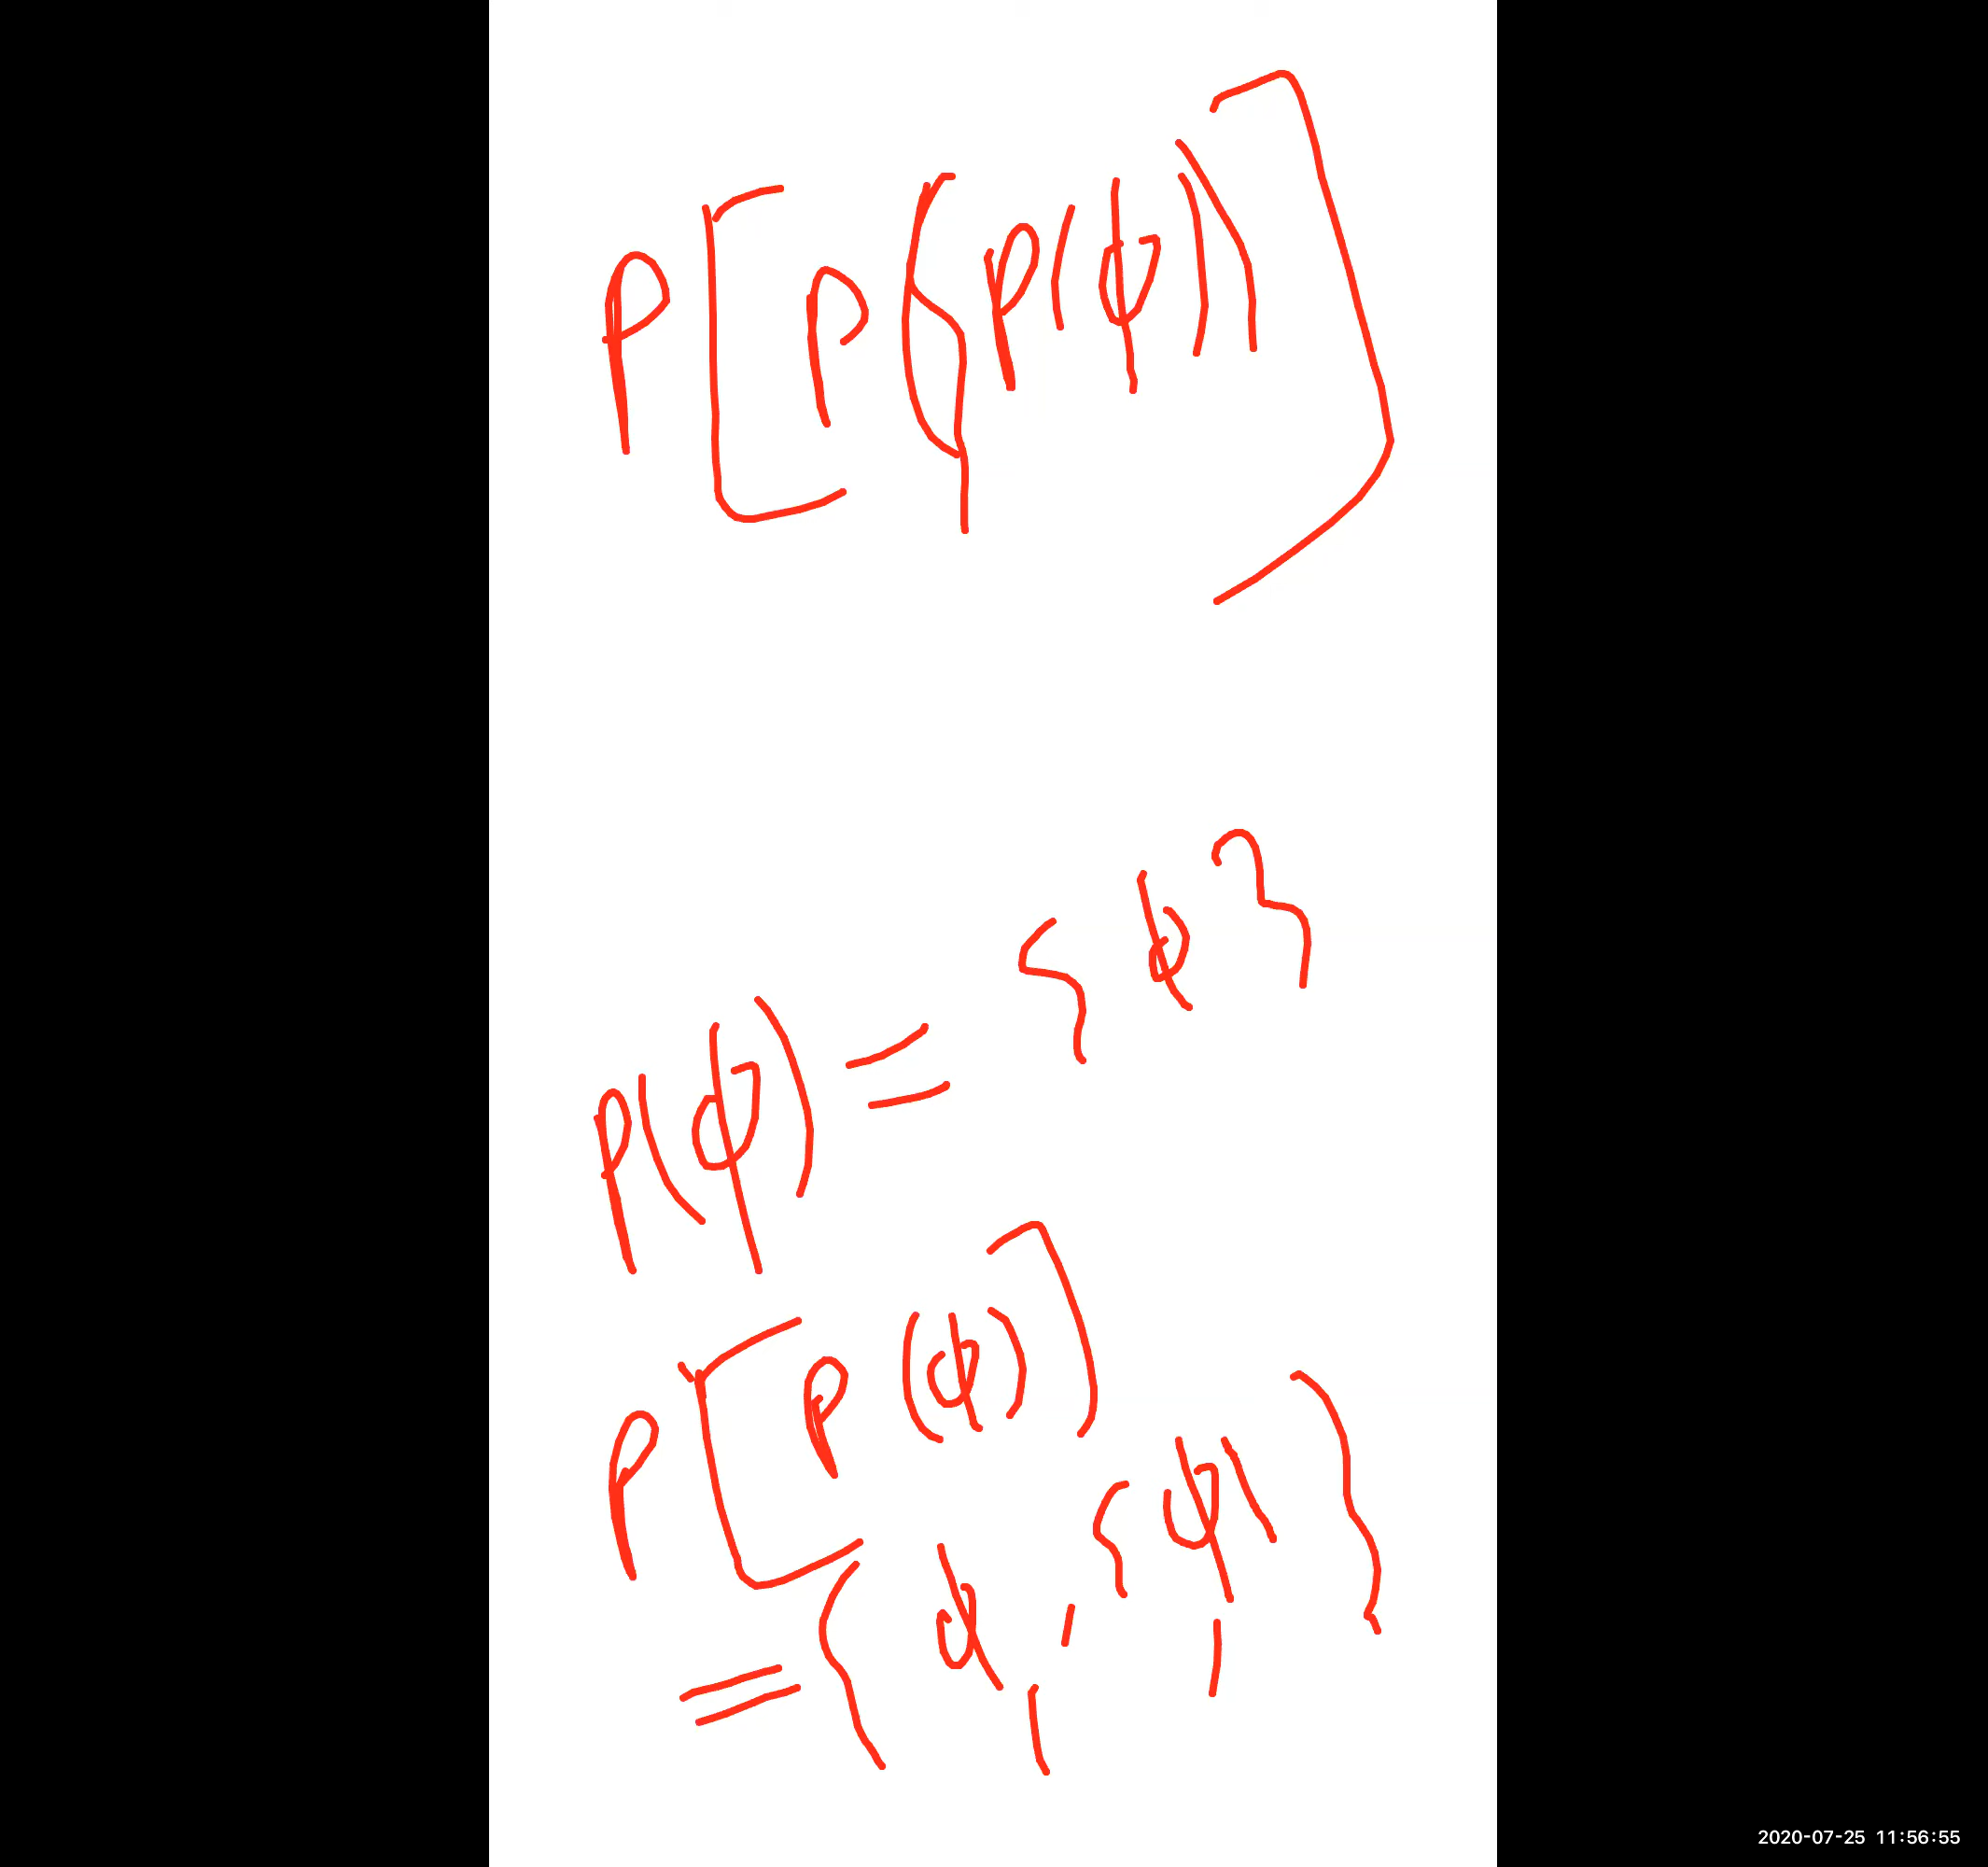 P[P{P(ϕ))]
P(ϕ) = {ϕ}
P[P(ϕ)]
= {ϕ, {ϕ}, }
2020-07-25 11:56:55